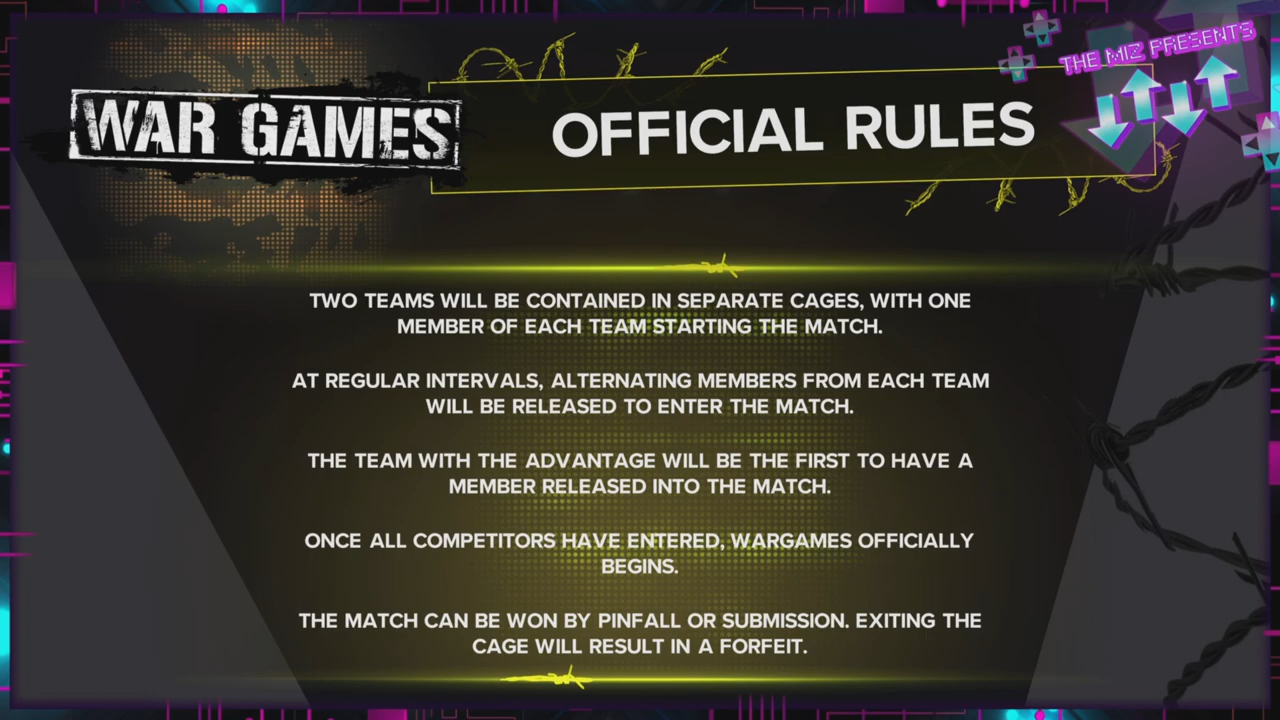 WAR GAMES
OFFICIAL RULES
THE MIZ PRESENTS
TWO TEAMS WILL BE CONTAINED IN SEPARATE CAGES, WITH ONE
MEMBER OF EACH TEAM STARTING THE MATCH.
AT REGULAR INTERVALS, ALTERNATING MEMBERS FROM EACH TEAM
WILL BE RELEASED TO ENTER THE MATCH.
THE TEAM WITH THE ADVANTAGE WILL BE THE FIRST TO HAVE A
MEMBER RELEASED INTO THE MATCH.
ONCE ALL COMPETITORS HAVE ENTERED, WARGAMES OFFICIALLY
BEGINS.
THE MATCH CAN BE WON BY PINFALL OR SUBMISSION. EXITING THE
CAGE WILL RESULT IN A FORFEIT.